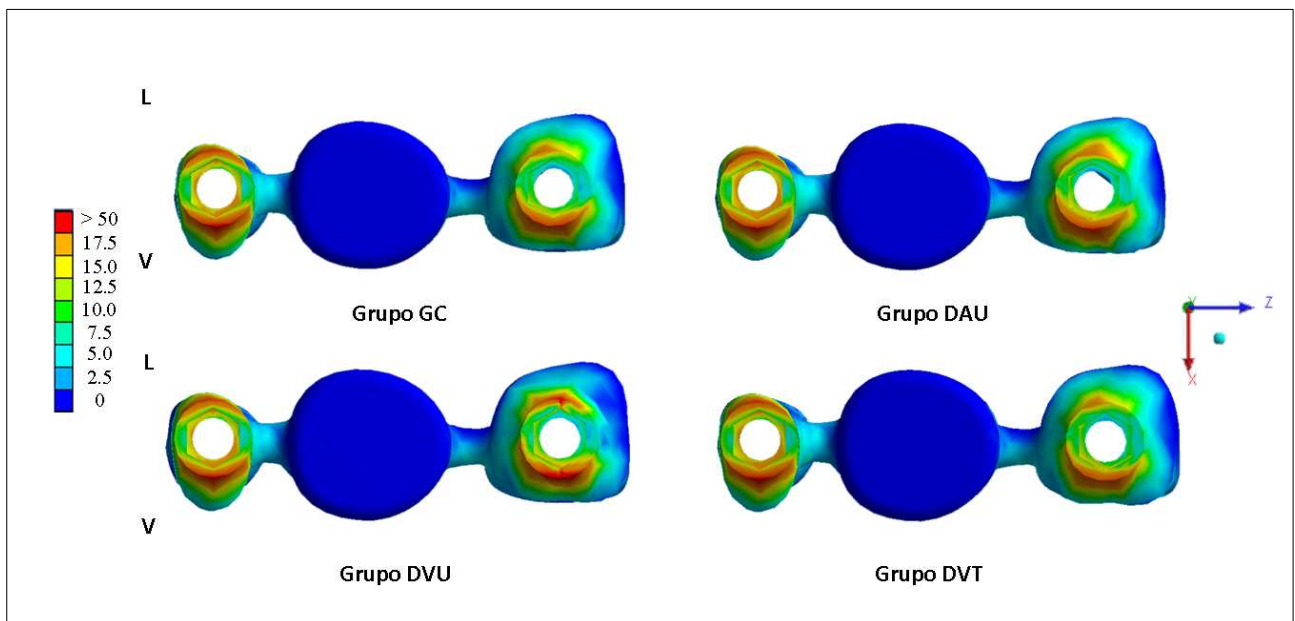 L
> 50
17.5
15.0
12.5
10.0
7.5
5.0
2.5
0
V
Grupo GC
Grupo DAU
Y
Z
X
L
V
Grupo DVU
Grupo DVT